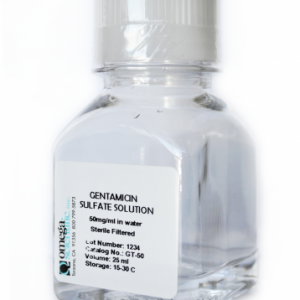 GENTAMICIN
SULFATE SOLUTION
50mg/ml in water
Sterile Filtered
Lot Number: 1234
Catalog No.: GT-50
Volume: 25 ml
Storage: 15-30 C
omega